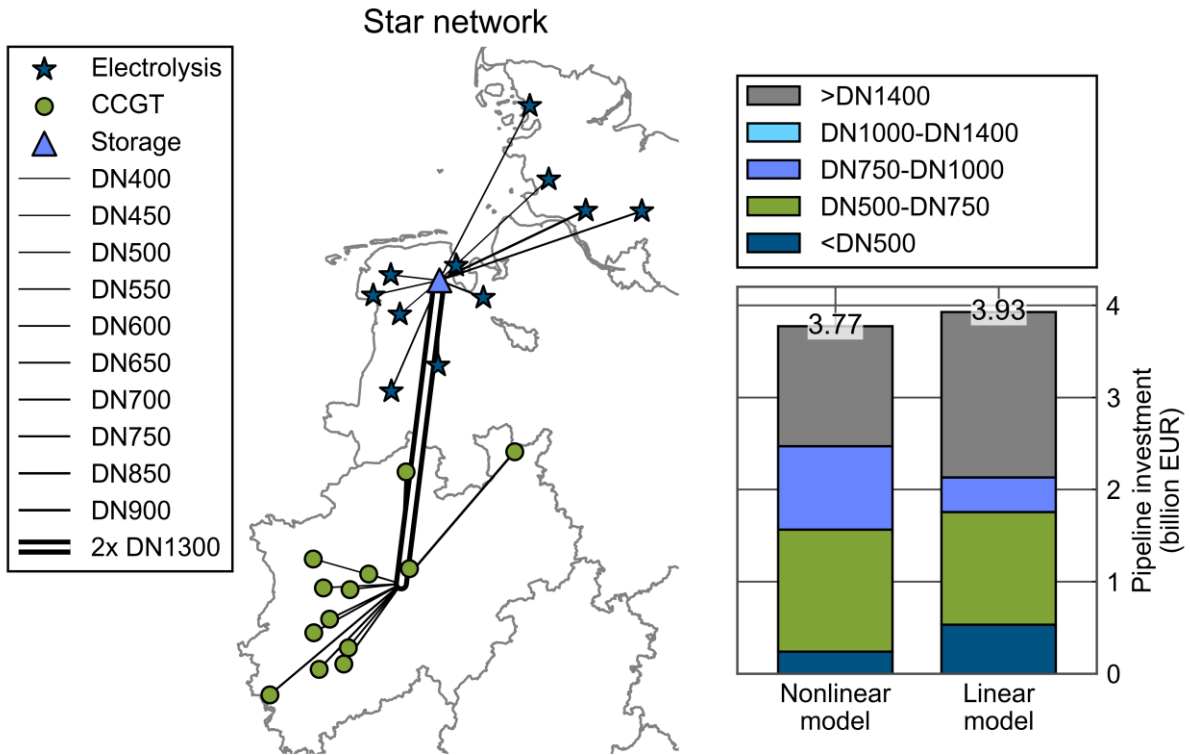 Star network
Electrolysis
CCGT
Storage
DN400
DN450
DN500
DN550
DN600
DN650
DN700
DN750
DN850
DN900
2x DN1300
>DN1400
DN1000-DN1400
DN750-DN1000
DN500-DN750
<DN500
3.77
3.93
4
3
2
1
0
Pipeline investment
(billion EUR)
Nonlinear
model
Linear
model